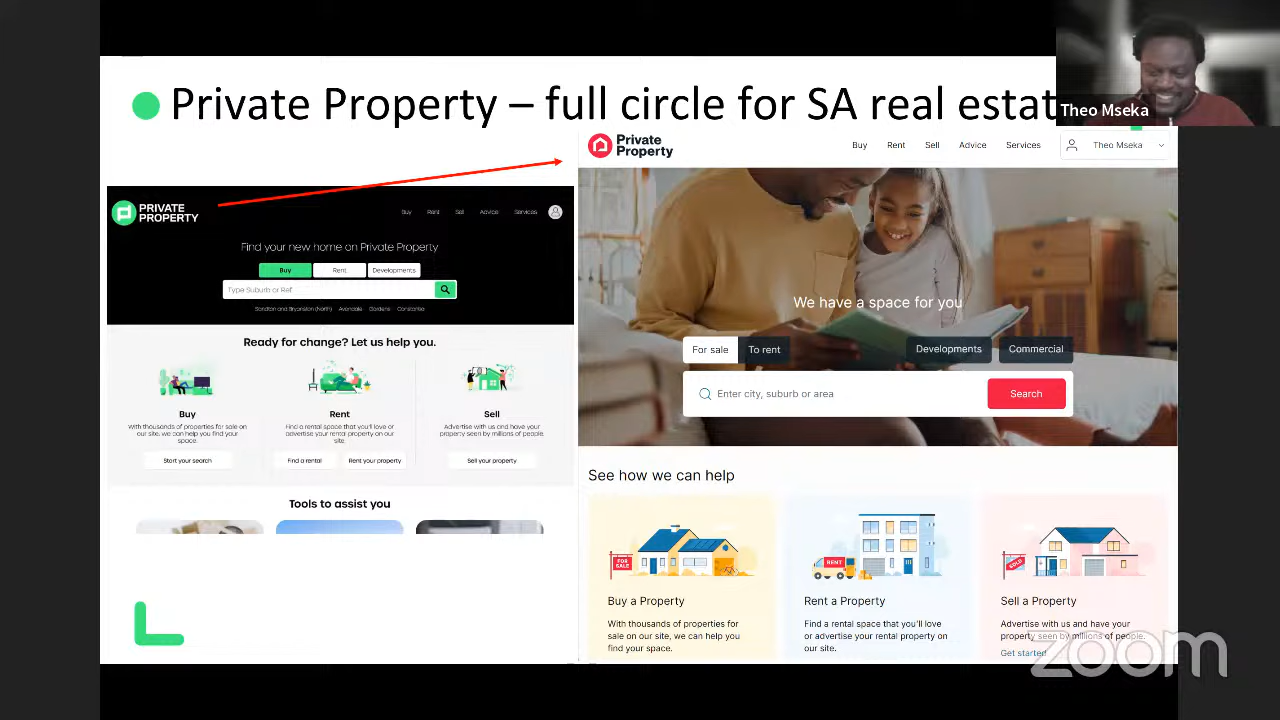 Private Property – full circle for SA real estat
Theo Mseka
PRIVATE
PROPERTY
Buy Rent Sell Advice Services
Find your new home on Private Property
Buy Rent Developments
Type Suburb or Ref.
Sandton and Bryanston (North) Avondale Gardens Constantia
Ready for change? Let us help you.
Buy
With thousands of properties for sale on
our site, we can help you find your
space.
Start your search
Rent
Find a rental space that you'll love or
advertise your rental property on our
site.
Find a rental Rent your property
Sell
Advertise with us and have your
property seen by millions of people.
Sell your property
Tools to assist you
Private
Property
Buy Rent Sell Advice Services Theo Mseka
We have a space for you
For sale To rent Developments Commercial
Enter city, suburb or area Search
See how we can help
FOR
SALE
Buy a Property
With thousands of properties for
sale on our site, we can help you
find your space.
RENT
Rent a Property
Find a rental space that you'll love
or advertise your rental property on
our site.
SOLD
Sell a Property
Advertise with us and have your
property seen by millions of people.
Get started
zoom